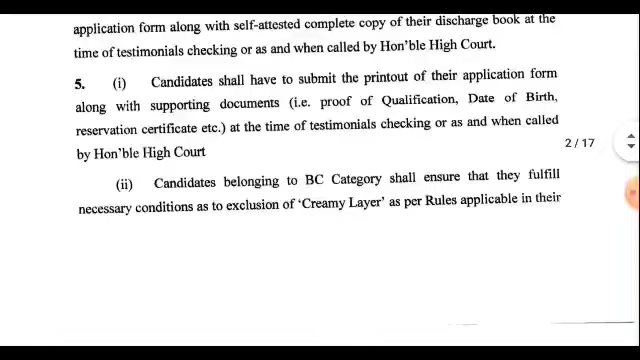 application form along with self-attested complete copy of their discharge book at the
time of testimonials checking or as and when called by Hon'ble High Court.
5. (i) Candidates shall have to submit the printout of their application form
along with supporting documents (i.e. proof of Qualification, Date of Birth,
reservation certificate etc.) at the time of testimonials checking or as and when called
by Hon'ble High Court
2/17
(ii) Candidates belonging to BC Category shall ensure that they fulfill
necessary conditions as to exclusion of 'Creamy Layer' as per Rules applicable in their